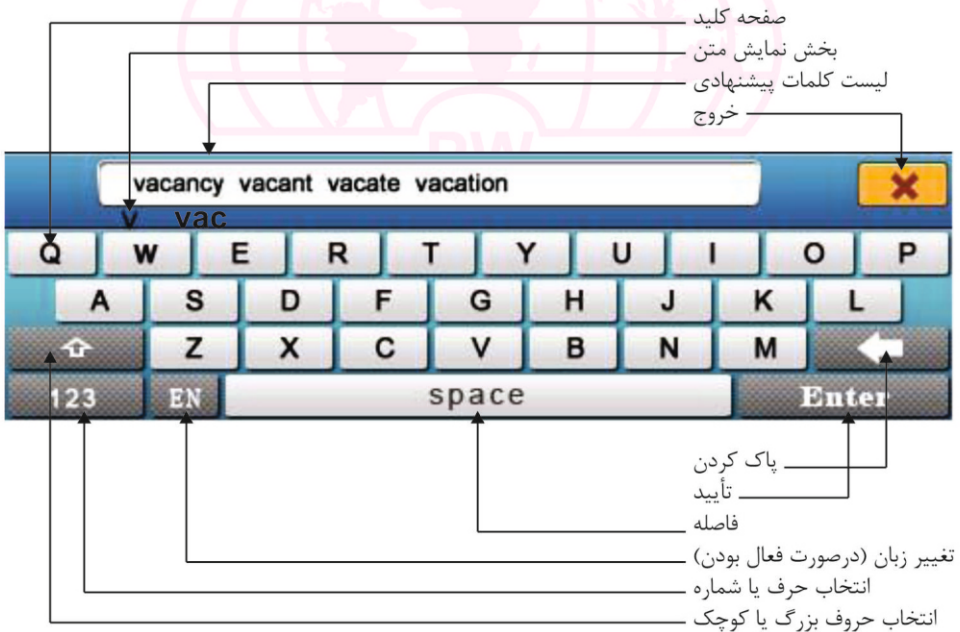 صفحه کلید
بخش نمایش متن
لیست کلمات پیشنهادی
خروج
vacancy vacant vacate vacation
v vac
Q W E R T Y U I O P
A S D F G H J K L
Z X C V B N M
123 EN space Enter
پاک کردن
تأیید
فاصله
تغییر زبان (درصورت فعال بودن)
انتخاب حرف یا شماره
انتخاب حروف بزرگ یا کوچک